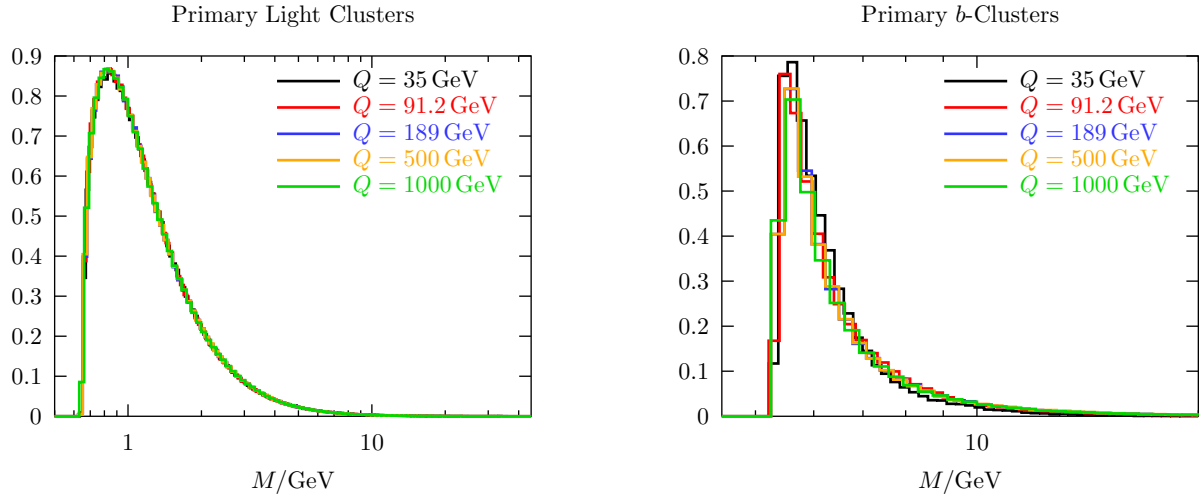 Primary Light Clusters
0.9
0.8
0.7
0.6
0.5
0.4
0.3
0.2
0.1
0
1
10
M/GeV
Q = 35 GeV
Q = 91.2 GeV
Q = 189 GeV
Q = 500 GeV
Q = 1000 GeV
Primary b-Clusters
0.8
0.7
0.6
0.5
0.4
0.3
0.2
0.1
0
10
M/GeV
Q = 35 GeV
Q = 91.2 GeV
Q = 189 GeV
Q = 500 GeV
Q = 1000 GeV